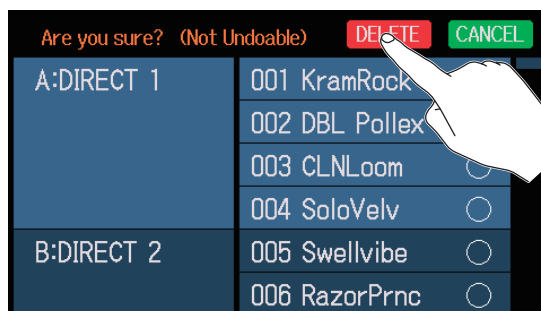 Are you sure? (Not Undoable) DELETE CANCEL
A:DIRECT 1 001 KramRock
002 DBL Pollex
003 CLNLoom
004 SoloVelv
B:DIRECT 2 005 Swellvibe
006 RazorPrnc